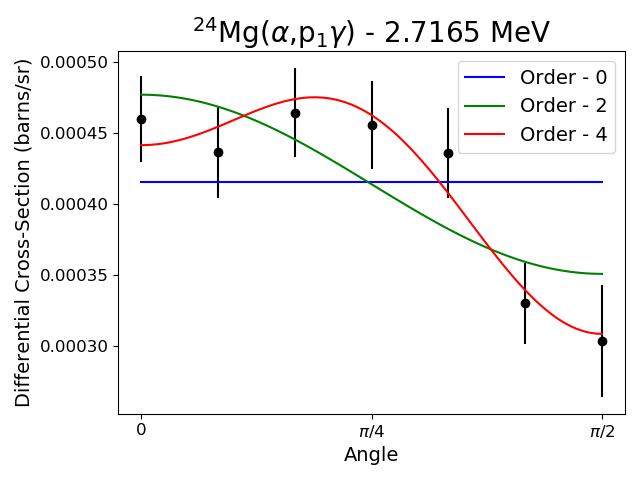 ²⁴Mg(α,p₁γ) - 2.7165 MeV
Differential Cross-Section (barns/sr)
0.00050
0.00045
0.00040
0.00035
0.00030
Order - 0
Order - 2
Order - 4
0
π/4
π/2
Angle